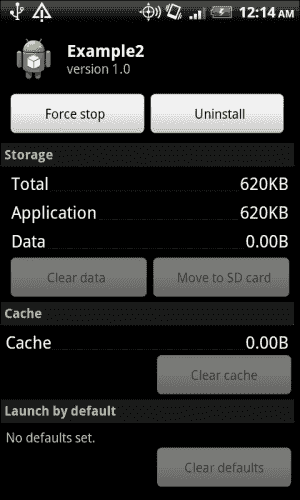 12:14 AM
Example2
version 1.0
Force stop Uninstall
Storage
Total 620KB
Application 620KB
Data 0.00B
Clear data Move to SD card
Cache
Cache 0.00B
Clear cache
Launch by default
No defaults set.
Clear defaults